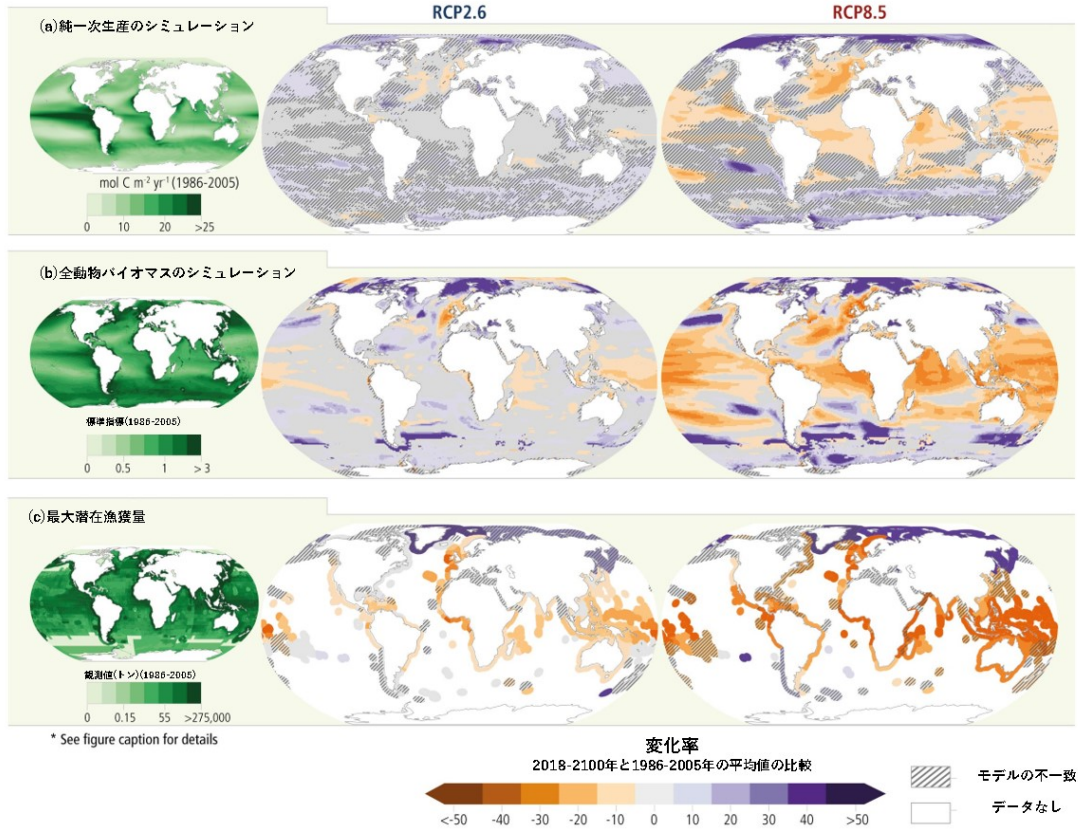 RCP2.6
RCP8.5
(a)純一次生産のシミュレーション
mol C m⁻² yr⁻¹ (1986-2005)
0 10 20 >25
(b)全動物バイオマスのシミュレーション
標準指標(1986-2005)
0 0.5 1 > 3
(c)最大潜在漁獲量
観測値(トン)(1986-2005)
0 0.15 55 >275,000
* See figure caption for details
変化率
2018-2100年と1986-2005年の平均値の比較
<-50 -40 -30 -20 -10 0 10 20 30 40 >50
モデルの不一致
データなし